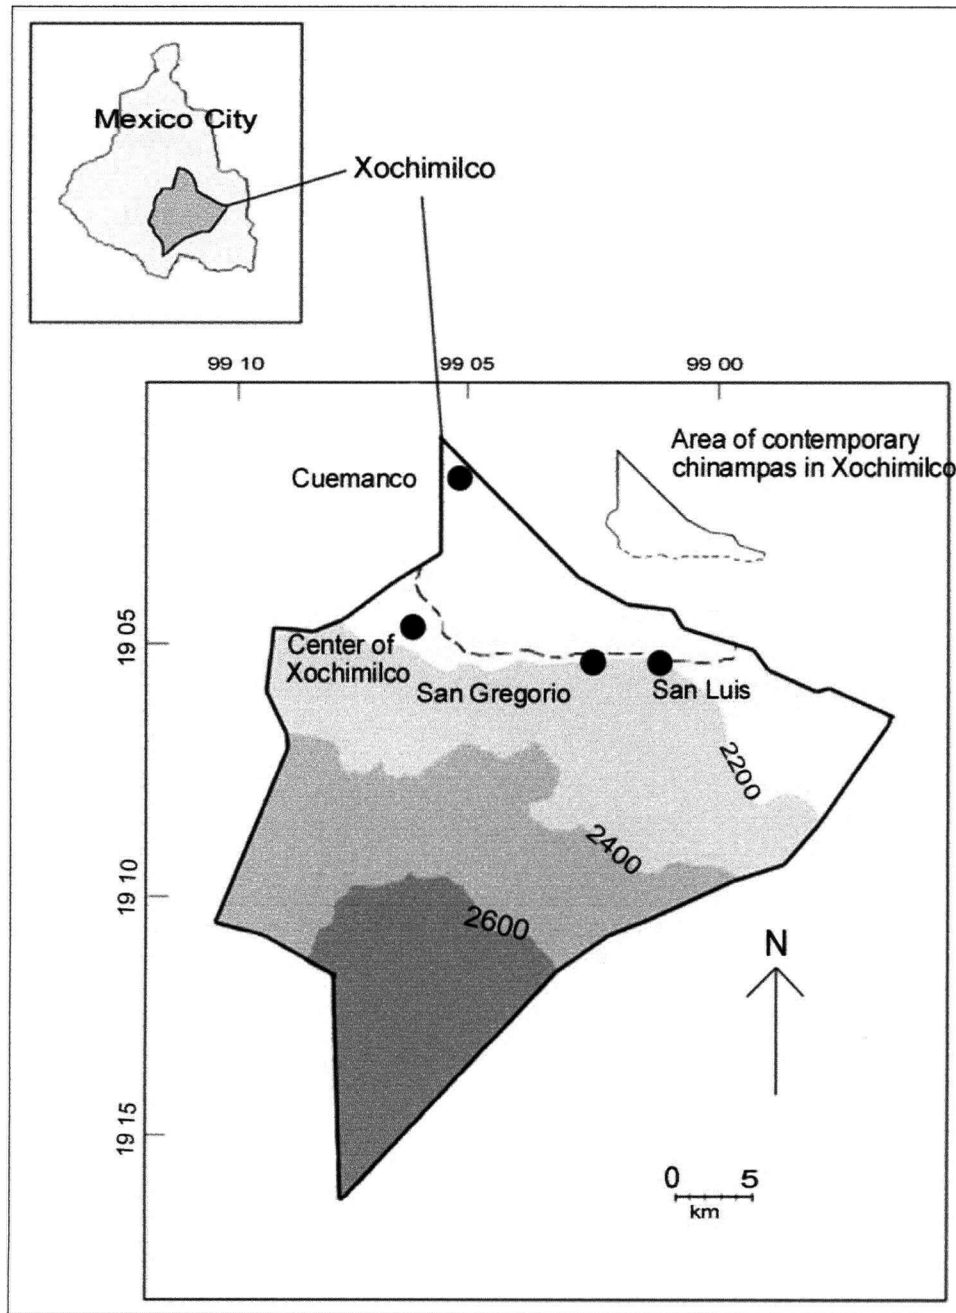 Mexico City
Xochimilco
99 10
99 05
99 00
Area of contemporary
chinampas in Xochimilco
Cuemanco
19 05
Center of
Xochimilco
San Gregorio
San Luis
2200
2400
19 10
2600
N
19 15
0 5
km